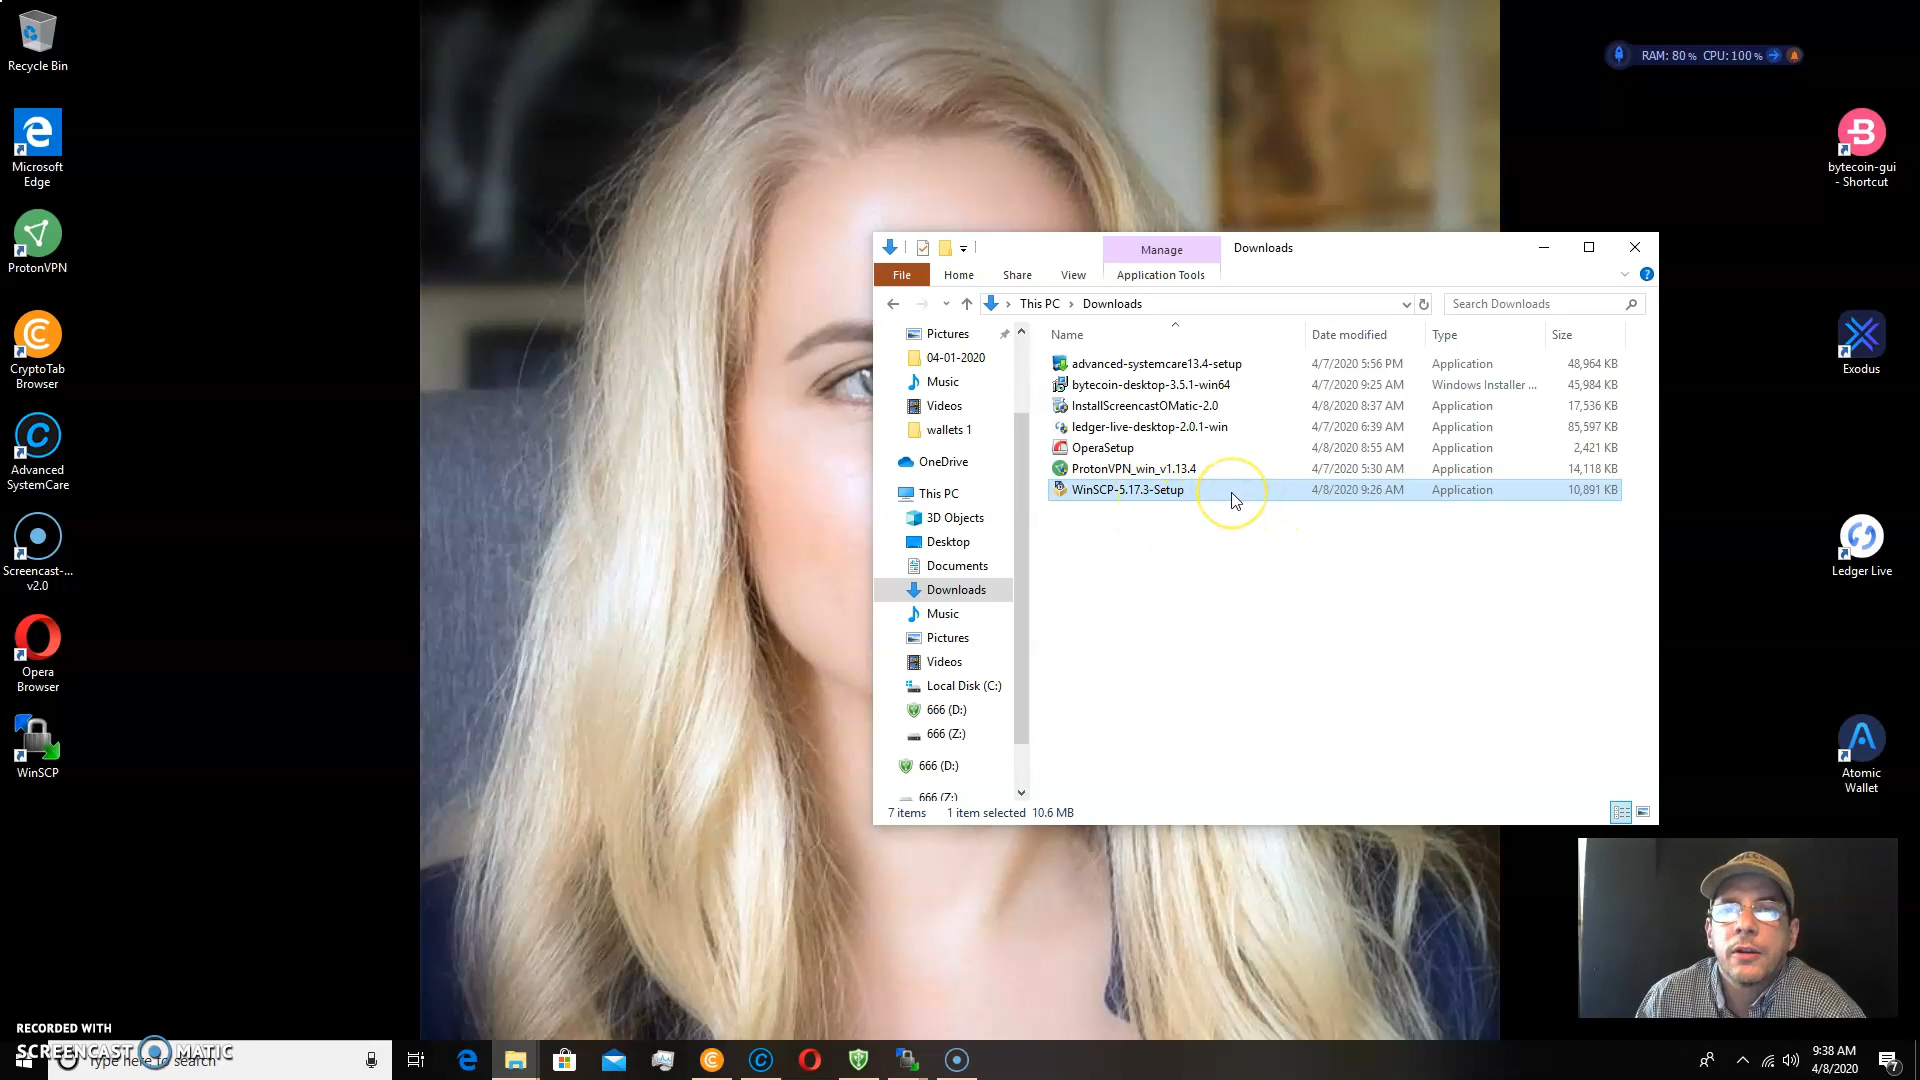 Recycle Bin
Microsoft
Edge
ProtonVPN
CryptoTab
Browser
Advanced
SystemCare
Screencast-...
v2.0
Opera
Browser
WinSCP
RAM: 80 % CPU: 100 %
bytecoin-gui
- Shortcut
Exodus
Ledger Live
Atomic
Wallet
Manage Downloads
File Home Share View Application Tools
This PC Downloads Search Downloads
Name Date modified Type Size
advanced-systemcare13.4-setup 4/7/2020 5:56 PM Application 48,964 KB
bytecoin-desktop-3.5.1-win64 4/7/2020 9:25 AM Windows Installer ... 45,984 KB
InstallScreencastOMatic-2.0 4/8/2020 8:37 AM Application 17,536 KB
ledger-live-desktop-2.0.1-win 4/7/2020 6:39 AM Application 85,597 KB
OperaSetup 4/8/2020 8:55 AM Application 2,421 KB
ProtonVPN_win_v1.13.4 4/7/2020 5:30 AM Application 14,118 KB
WinSCP-5.17.3-Setup 4/8/2020 9:26 AM Application 10,891 KB
Pictures
04-01-2020
Music
Videos
wallets 1
OneDrive
This PC
3D Objects
Desktop
Documents
Downloads
Music
Pictures
Videos
Local Disk (C:)
666 (D:)
666 (Z:)
666 (D:)
666 (Z:)
7 items 1 item selected 10.6 MB
RECORDED WITH
SCREENCAST MATIC
Type here to search
9:38 AM
4/8/2020
7